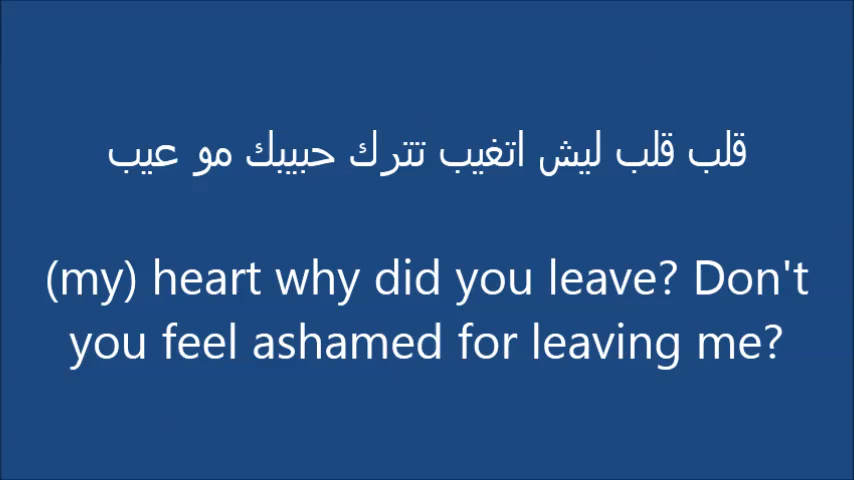 قلب قلب ليش اتغيب تترك حبيبك مو عيب
(my) heart why did you leave? Don't
you feel ashamed for leaving me?